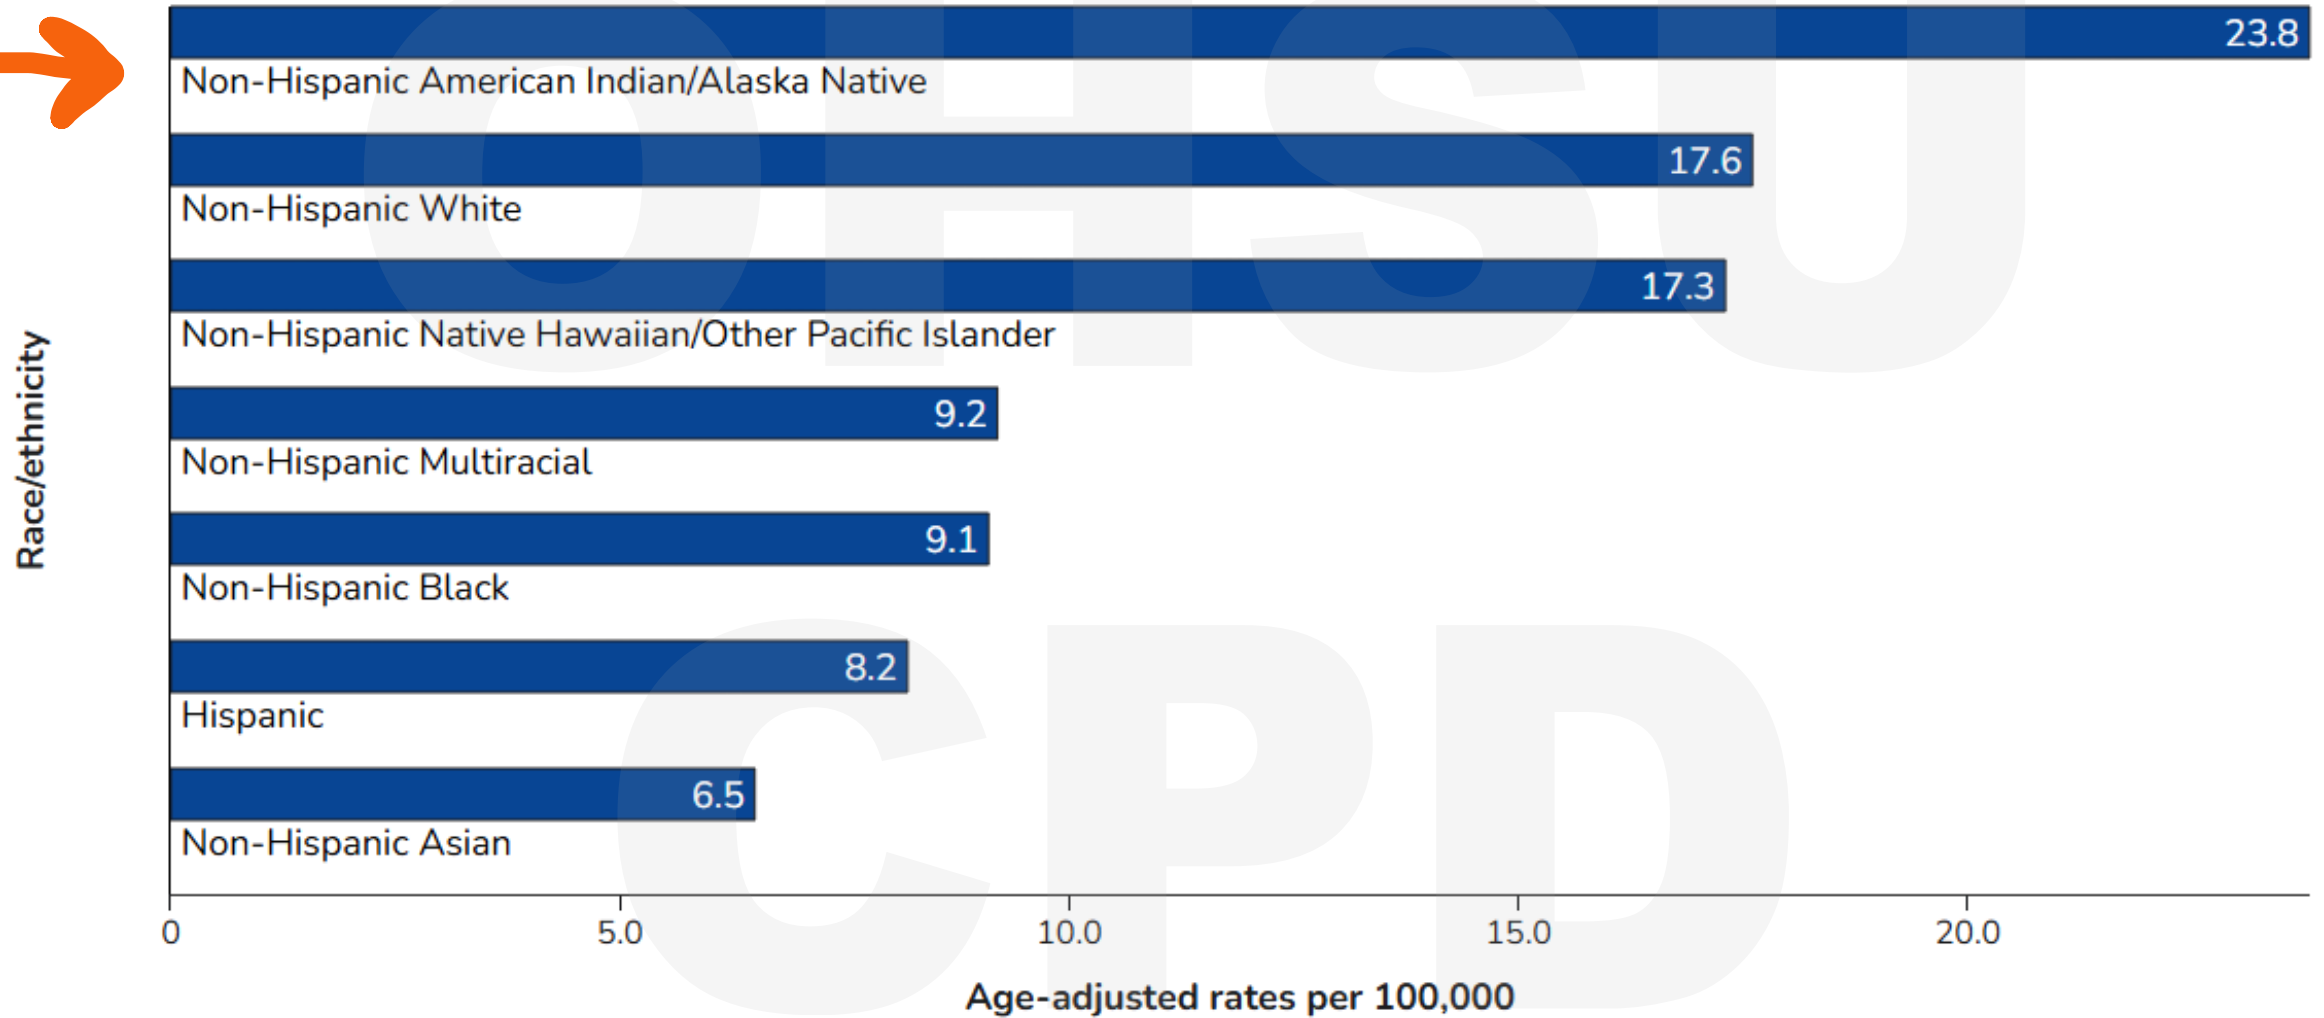 23.8
Non-Hispanic American Indian/Alaska Native
17.6
Non-Hispanic White
17.3
Non-Hispanic Native Hawaiian/Other Pacific Islander
9.2
Non-Hispanic Multiracial
9.1
Non-Hispanic Black
8.2
Hispanic
6.5
Non-Hispanic Asian
Race/ethnicity
0 5.0 10.0 15.0 20.0
Age-adjusted rates per 100,000
OHSU
CPD